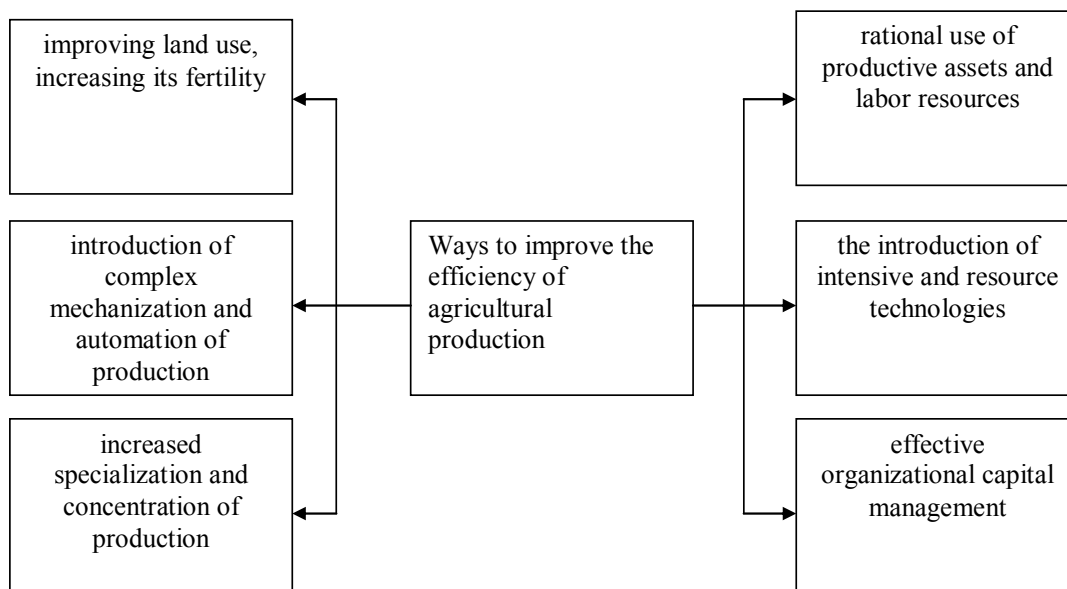 improving land use,
increasing its fertility
introduction of
complex
mechanization and
automation of
production
increased
specialization and
concentration of
production
Ways to improve the
efficiency of
agricultural
production
rational use of
productive assets and
labor resources
the introduction of
intensive and resource
technologies
effective
organizational capital
management